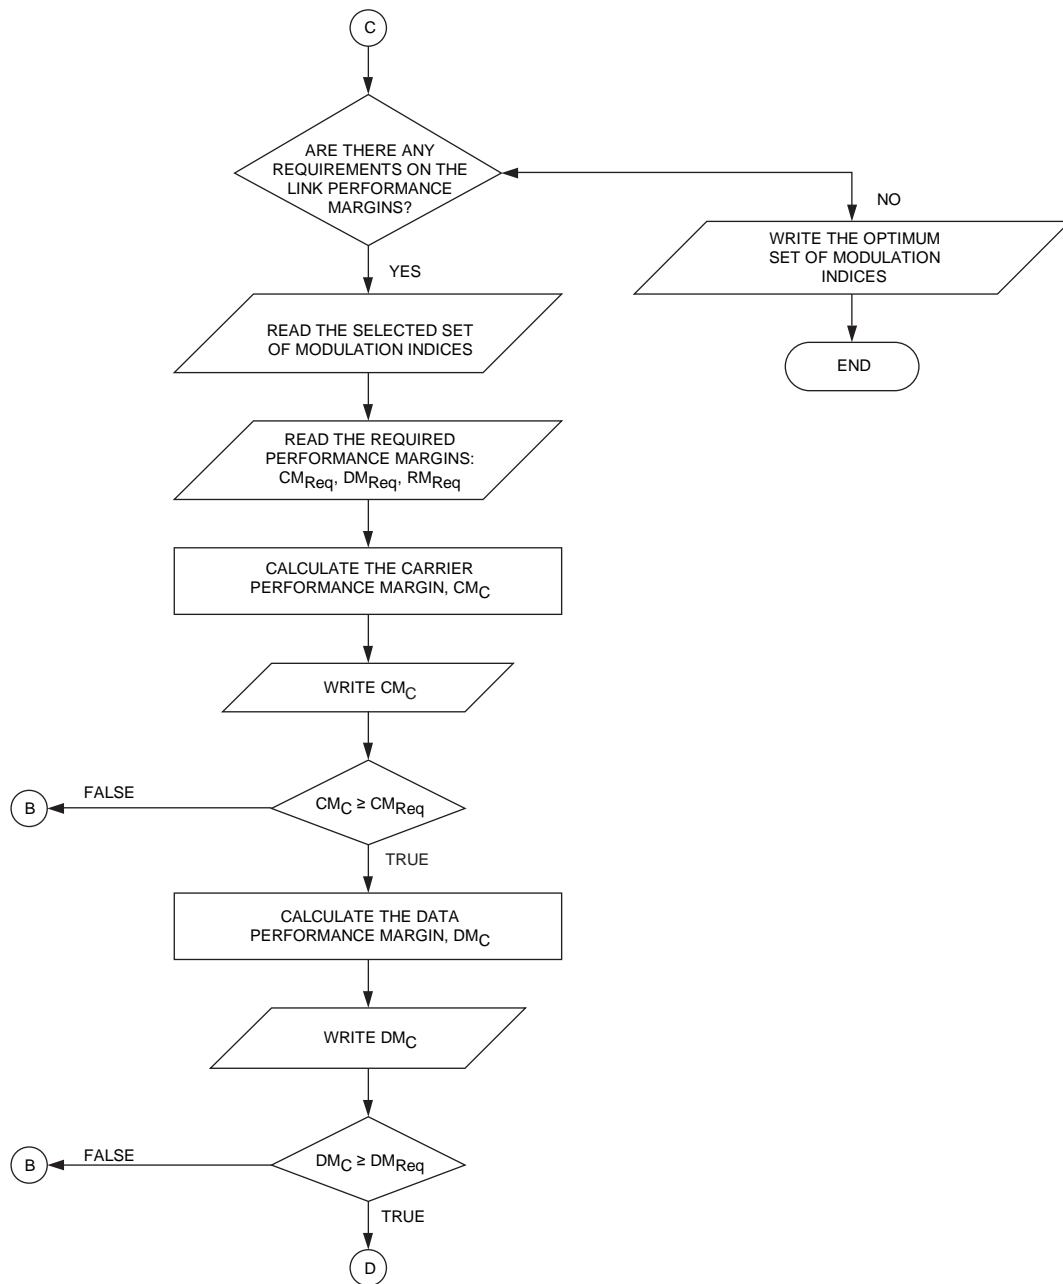 C
ARE THERE ANY
REQUIREMENTS ON THE
LINK PERFORMANCE
MARGINS?
NO
WRITE THE OPTIMUM
SET OF MODULATION
INDICES
END
YES
READ THE SELECTED SET
OF MODULATION INDICES
READ THE REQUIRED
PERFORMANCE MARGINS:
CMReq, DMReq, RMReq
CALCULATE THE CARRIER
PERFORMANCE MARGIN, CMC
WRITE CMC
B
FALSE
CMC ≥ CMReq
TRUE
CALCULATE THE DATA
PERFORMANCE MARGIN, DMC
WRITE DMC
B
FALSE
DMC ≥ DMReq
TRUE
D